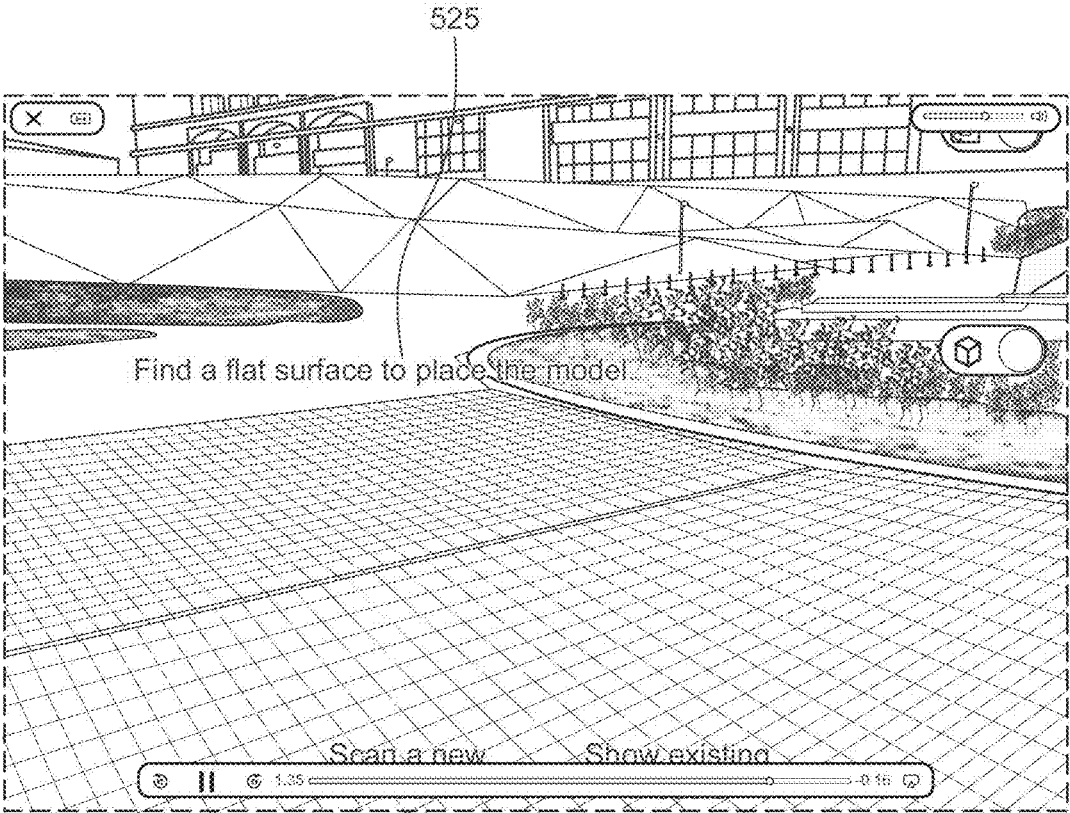 525
Find a flat surface to place the model.
Scan a new Show existing
1:35 -0:16